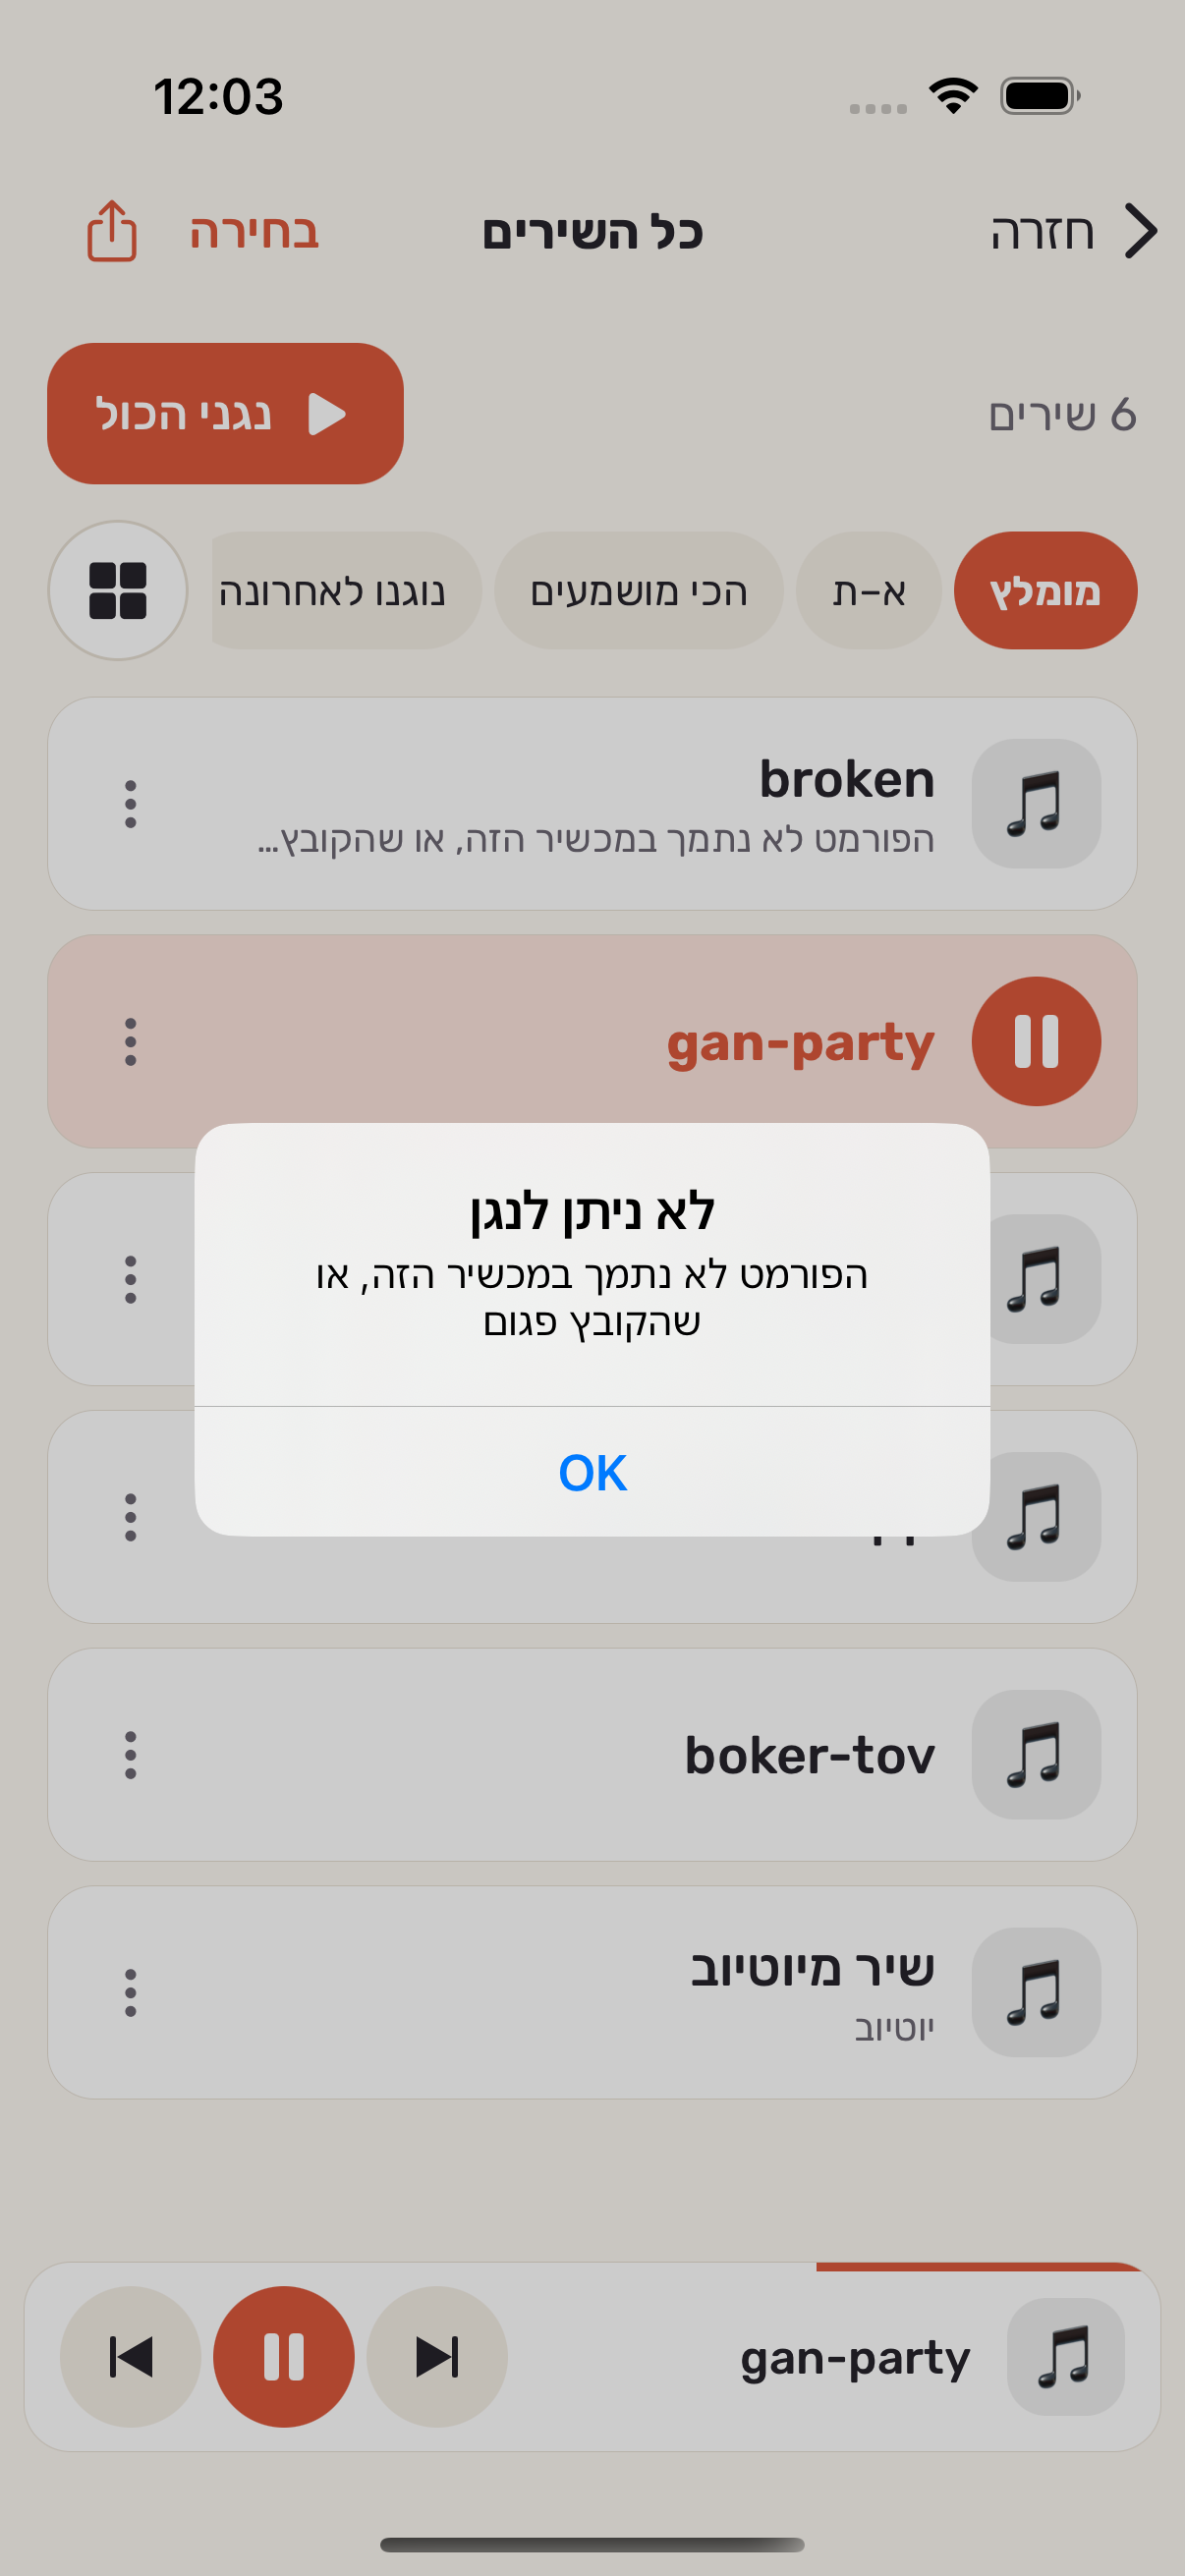 12:03
חזרה
כל השירים
בחירה
6 שירים
נגני הכול
מומלץ
א-ת
הכי מושמעים
נוגנו לאחרונה
broken
הפורמט לא נתמך במכשיר הזה, או שהקובץ...
gan-party
לא ניתן לנגן
הפורמט לא נתמך במכשיר הזה, או
שהקובץ פגום
OK
boker-tov
שיר מיוטיוב
יוטיוב
gan-party